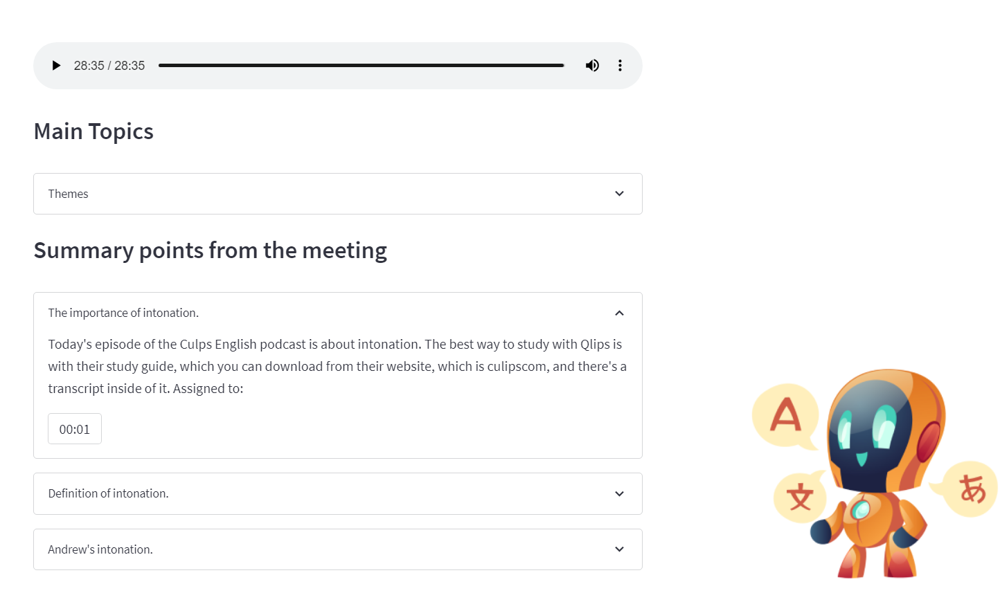 28:35 / 28:35
Main Topics
Themes
Summary points from the meeting
The importance of intonation.
Today's episode of the Culps English podcast is about intonation. The best way to study with Qlips is
with their study guide, which you can download from their website, which is culipscom, and there's a
transcript inside of it. Assigned to:
00:01
Definition of intonation.
Andrew's intonation.
A
文
あ